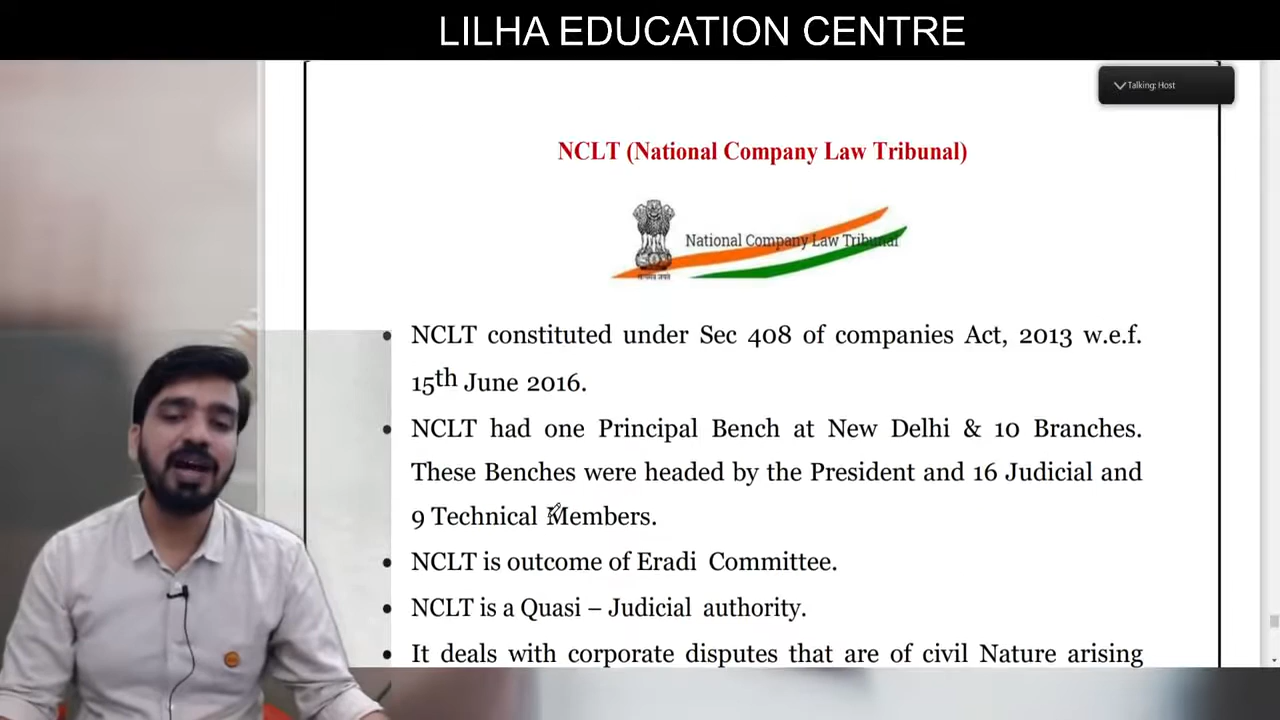 LILHA EDUCATION CENTRE
Talking: Host
NCLT (National Company Law Tribunal)
National Company Law Tribunal
सत्यमेव जयते
• NCLT constituted under Sec 408 of companies Act, 2013 w.e.f.
15th June 2016.
• NCLT had one Principal Bench at New Delhi & 10 Branches.
These Benches were headed by the President and 16 Judicial and
9 Technical Members.
• NCLT is outcome of Eradi Committee.
• NCLT is a Quasi – Judicial authority.
• It deals with corporate disputes that are of civil Nature arising